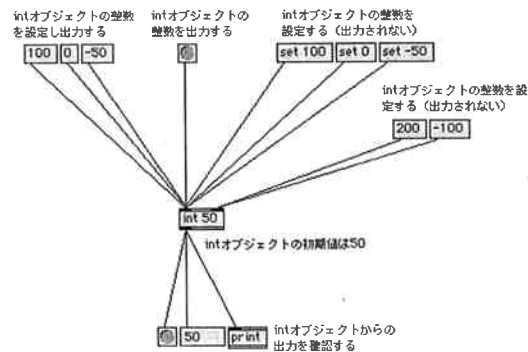 intオブジェクトの整数
を設定し出力する
100 0 -50
intオブジェクトの
整数を出力する
intオブジェクトの整数を
設定する(出力されない)
set 100 set 0 set -50
intオブジェクトの整数を設
定する(出力されない)
200 -100
int 50
intオブジェクトの初期値は50
50 print
intオブジェクトからの
出力を確認する